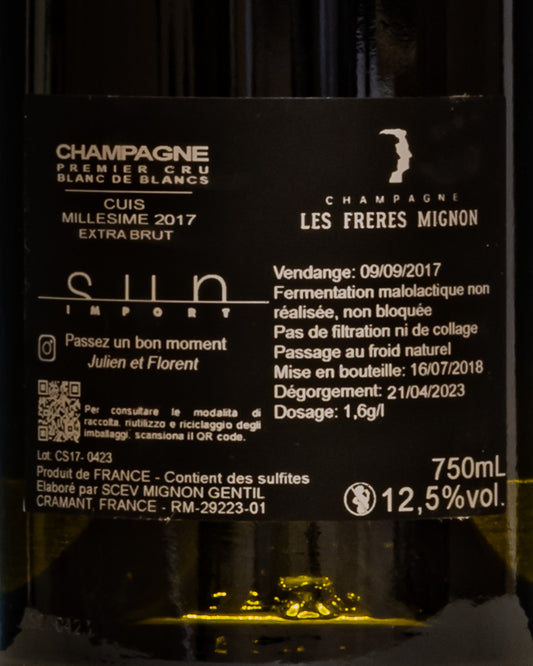 CHAMPAGNE
PREMIER CRU
BLANC DE BLANCS
CUIS
MILLESIME 2017
EXTRA BRUT
sun
IMPORT
Passez un bon moment
Julien et Florent
Per consultare le modalita di
raccolta, riutilizzo e riciclaggio degli
imballaggi, scansiona il QR code.
Lot: CS17- 0423
Produit de FRANCE - Contient des sulfites
Elaboré par SCEV MIGNON GENTIL
CRAMANT, FRANCE - RM-29223-01
CHAMPAGNE
LES FRERES MIGNON
Vendange: 09/09/2017
Fermentation malolactique non
réalisée, non bloquée
Pas de filtration ni de collage
Passage au froid naturel
Mise en bouteille: 16/07/2018
Dégorgement: 21/04/2023
Dosage: 1,6g/l
750mL
12,5%vol.